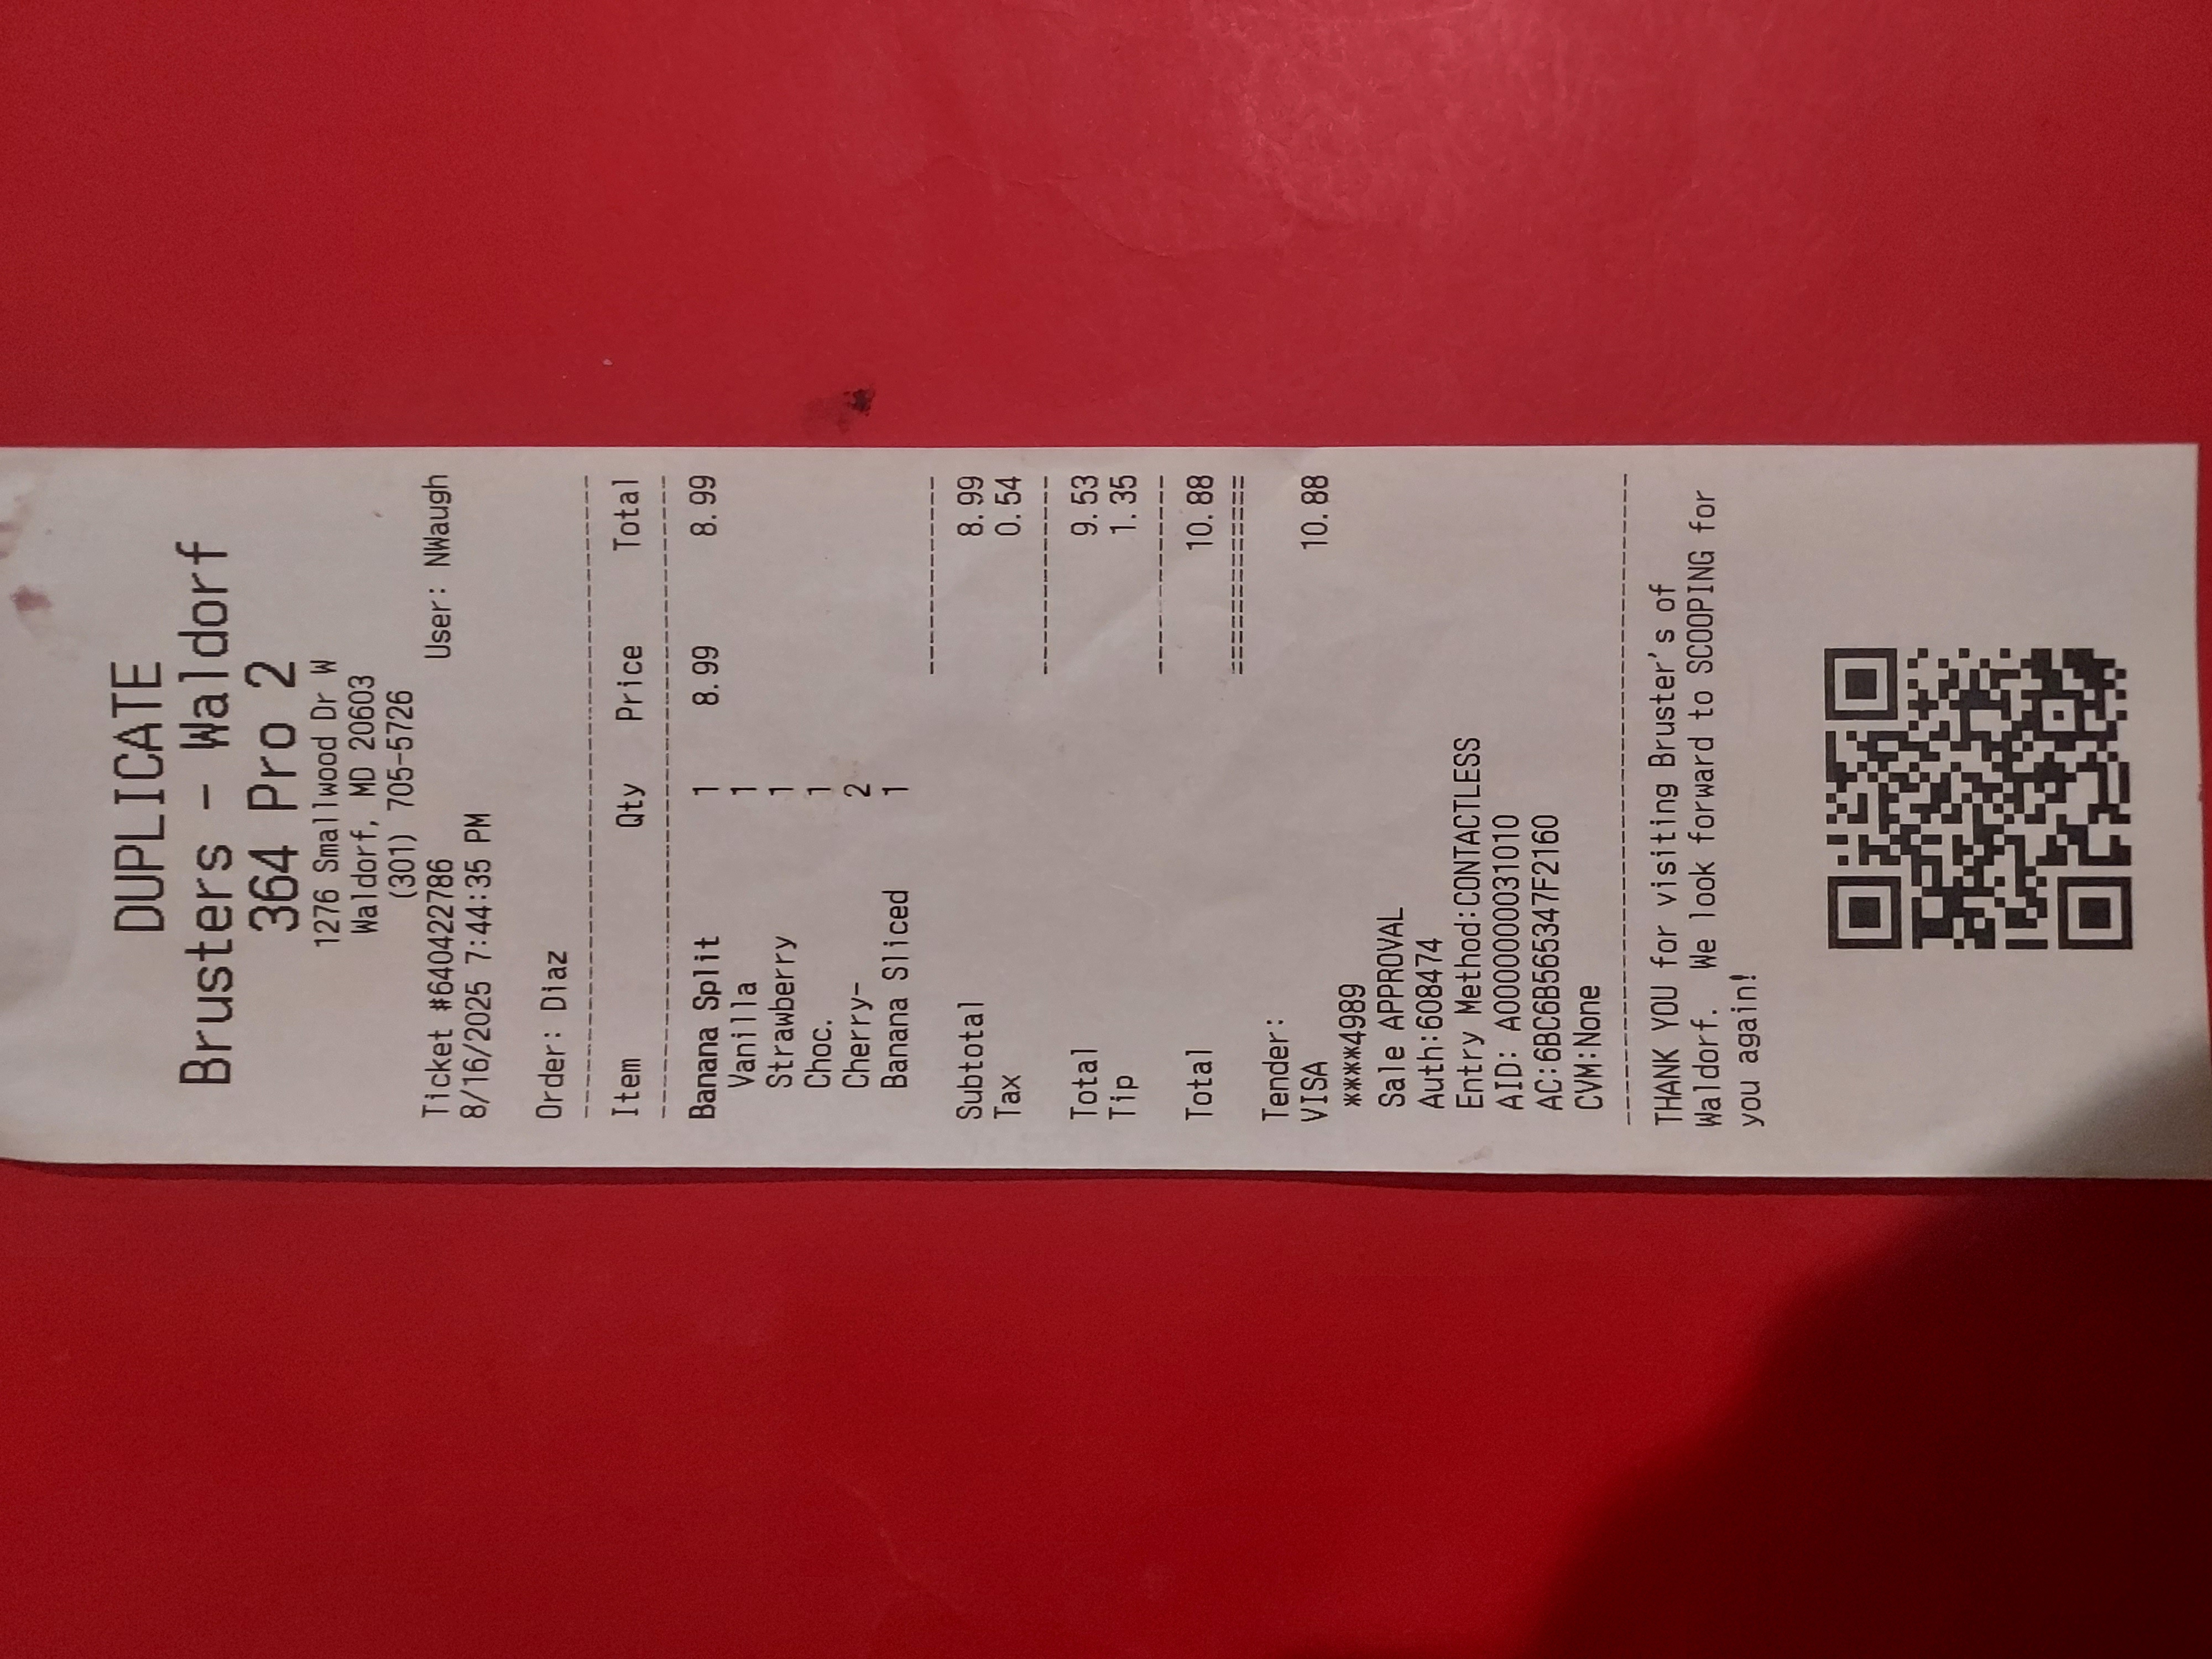 DUPLICATE
Brusters - Waldorf
364 Pro 2
1276 Smallwood Dr W
Waldorf, MD 20603
(301) 705-5726
Ticket #640422786 User: NWaugh
8/16/2025 7:44:35 PM
Order: Diaz
Item Qty Price Total
Banana Split 1 8.99 8.99
Vanilla 1
Strawberry 1
Choc. 1
Cherry- 2
Banana Sliced 1
Subtotal 8.99
Tax 0.54
Total 9.53
Tip 1.35
Total 10.88
Tender:
VISA 10.88
****4989
Sale APPROVAL
Auth:608474
Entry Method:CONTACTLESS
AID: A0000000031010
AC:6BC6B565347F2160
CVM:None
THANK YOU for visiting Bruster's of
Waldorf. We look forward to SCOOPING for
you again!